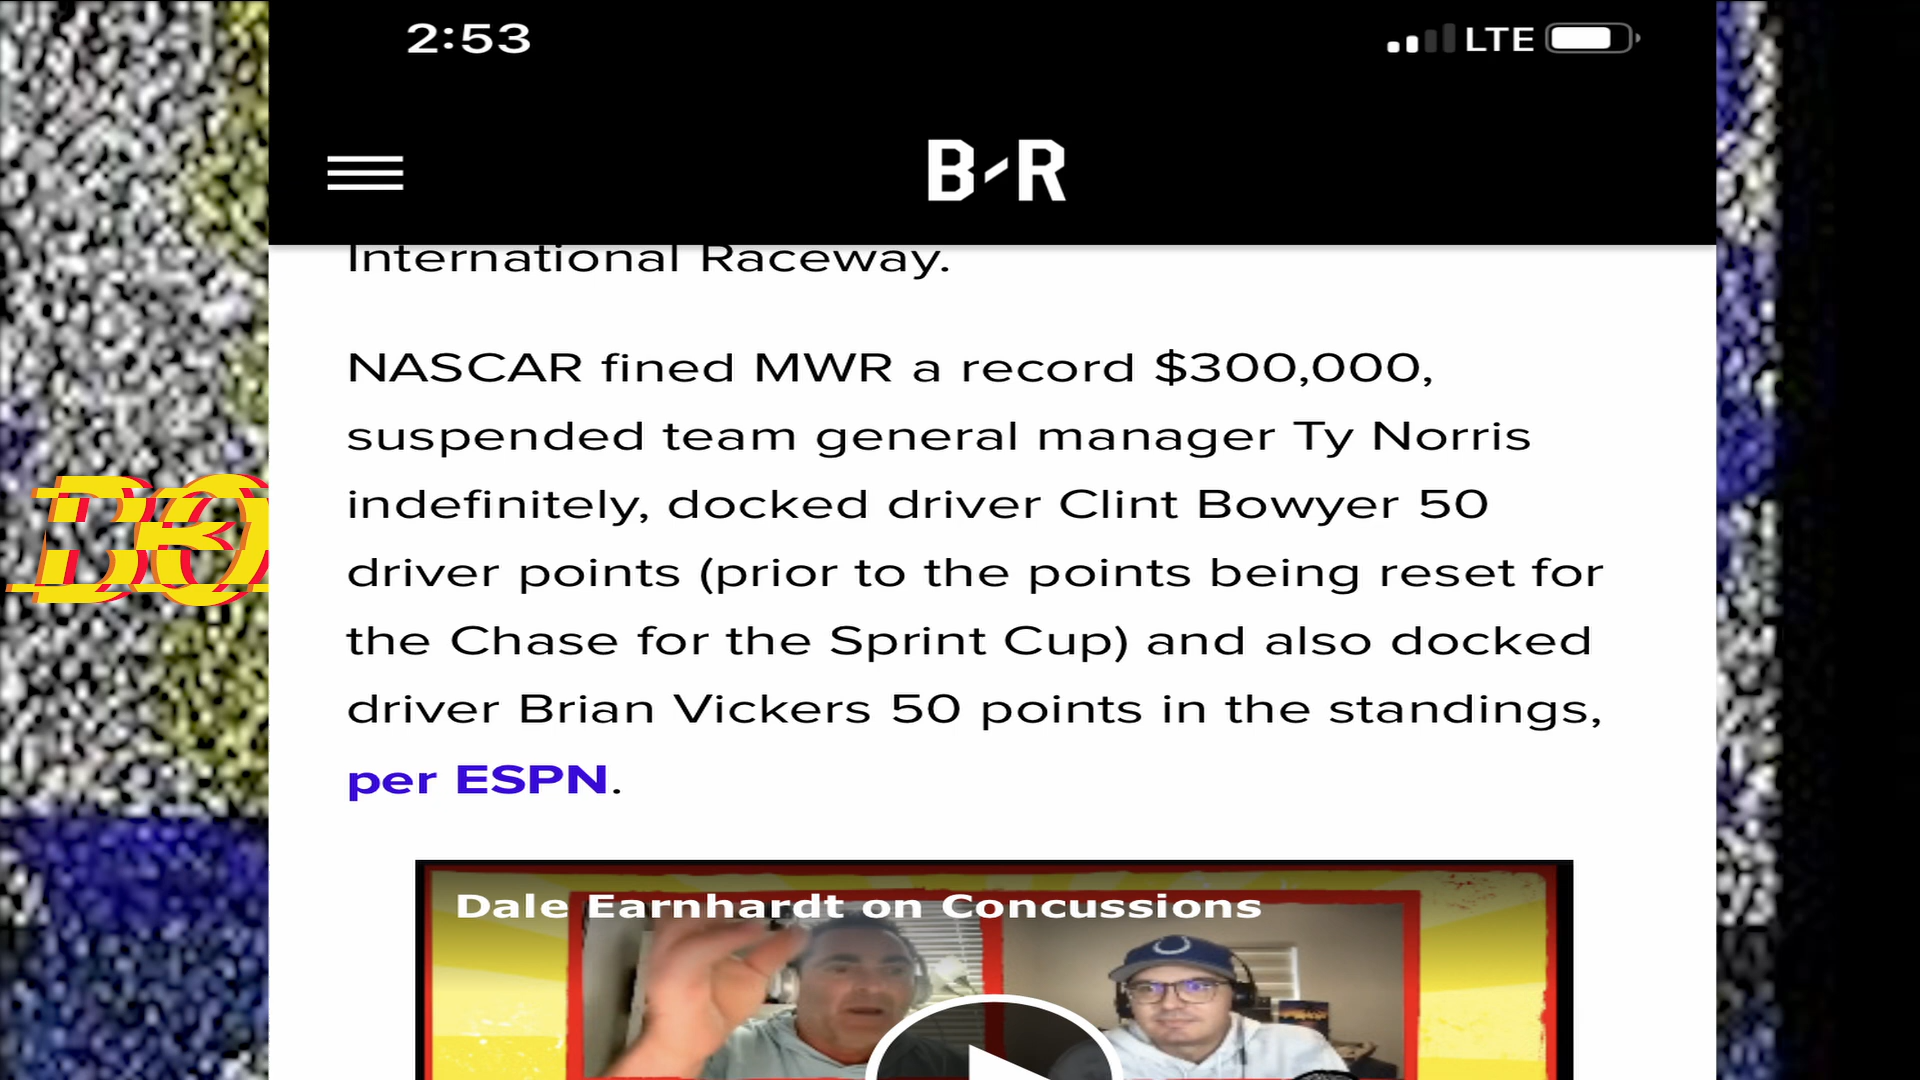 2:53
LTE
B/R
International Raceway.
NASCAR fined MWR a record $300,000,
suspended team general manager Ty Norris
indefinitely, docked driver Clint Bowyer 50
driver points (prior to the points being reset for
the Chase for the Sprint Cup) and also docked
driver Brian Vickers 50 points in the standings,
per ESPN.
Dale Earnhardt on Concussions